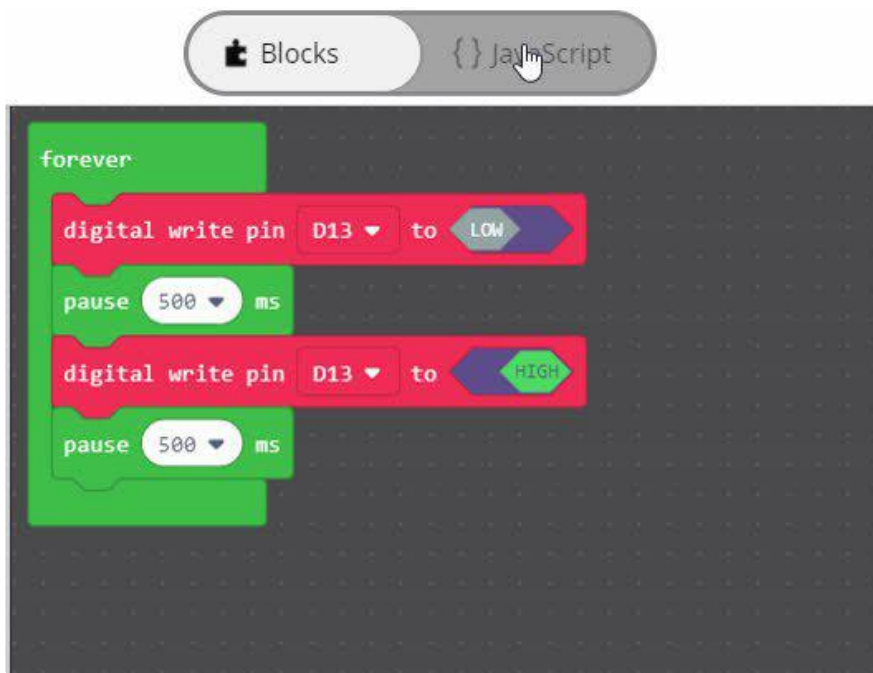 Blocks
{ } JavaScript
forever
digital write pin D13 to LOW
pause 500 ms
digital write pin D13 to HIGH
pause 500 ms